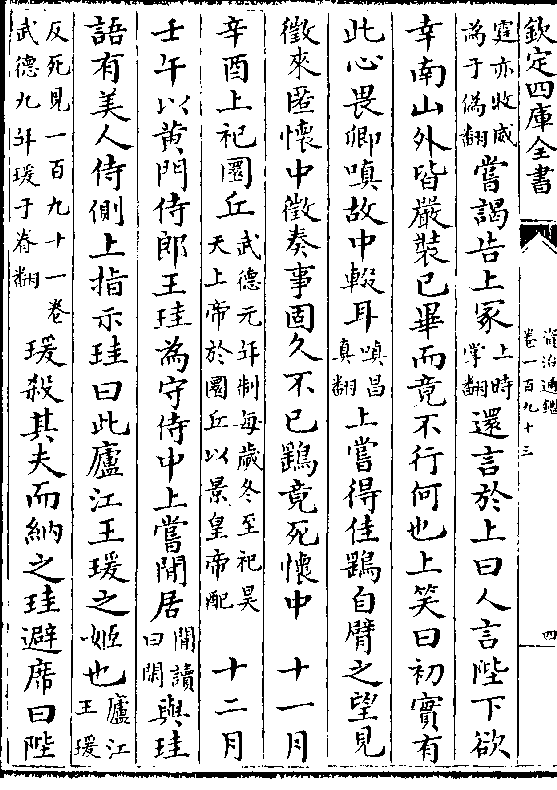 欽定四庫全書
資治通鑑
卷一百九十三
四
霆亦收威
為于偽翻
嘗謁告上冢
上時
掌翻
還言於上曰人言陛下欲
幸南山外皆嚴装已畢而竟不行何也上笑曰初實有
此心畏卿嗔故中輟耳
嗔昌
真翻
上嘗得佳鷂自臂之望見
徵來匿懷中徵奏事固久不已鷂竟死懷中
十一月
辛酉上祀圜丘
武德元年制每歲冬至祀昊
天上帝於圜丘以景皇帝配
十二月
壬午以黄門侍郎王珪為守侍中上嘗閒居
閒讀
曰閑
與珪
語有美人侍側上指示珪曰此廬江王瑗之姬也
廬江
王瑗
反死見一百九十一卷
武德九年瑗于眷翻
瑗殺其夫而納之珪避席曰陛